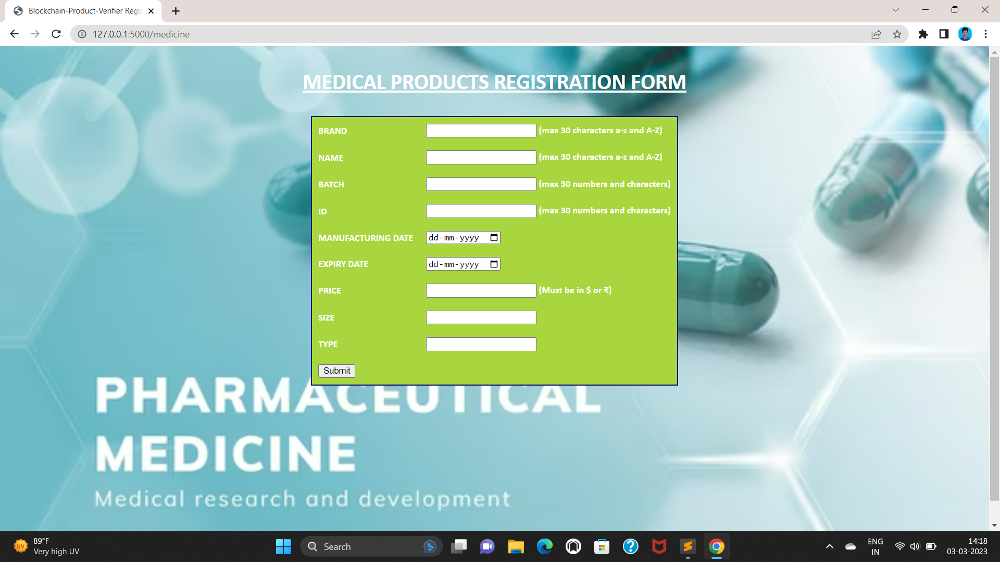 Blockchain-Product-Verifier Regis
127.0.0.1:5000/medicine
MEDICAL PRODUCTS REGISTRATION FORM
BRAND (max 30 characters a-z and A-Z)
NAME (max 30 characters a-z and A-Z)
BATCH (max 30 numbers and characters)
ID (max 30 numbers and characters)
MANUFACTURING DATE dd-mm-yyyy
EXPIRY DATE dd-mm-yyyy
PRICE (Must be in $ or ₹)
SIZE
TYPE
Submit
PHARMACEUTICAL
MEDICINE
Medical research and development
UV
89°F
Very high UV
Search
ENG
IN
14:18
03-03-2023